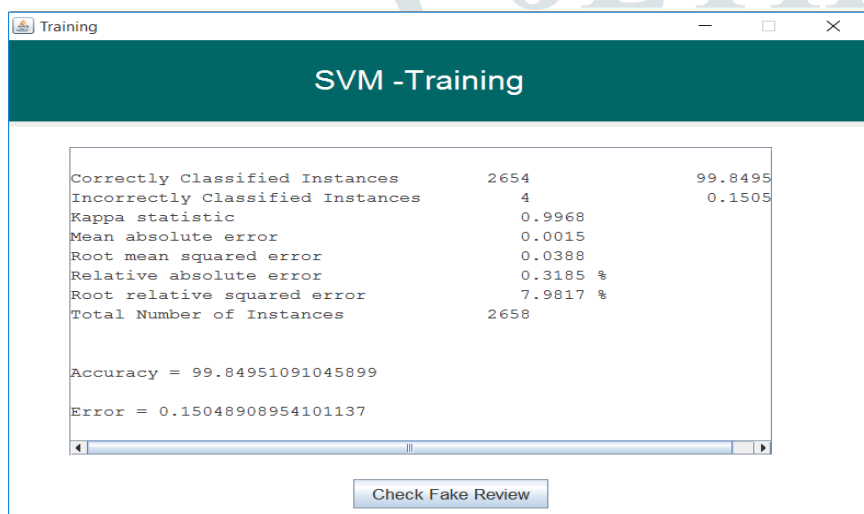 Training
SVM -Training
Correctly Classified Instances 2654 99.8495
Incorrectly Classified Instances 4 0.1505
Kappa statistic 0.9968
Mean absolute error 0.0015
Root mean squared error 0.0388
Relative absolute error 0.3185 %
Root relative squared error 7.9817 %
Total Number of Instances 2658
Accuracy = 99.84951091045899
Error = 0.15048908954101137
Check Fake Review